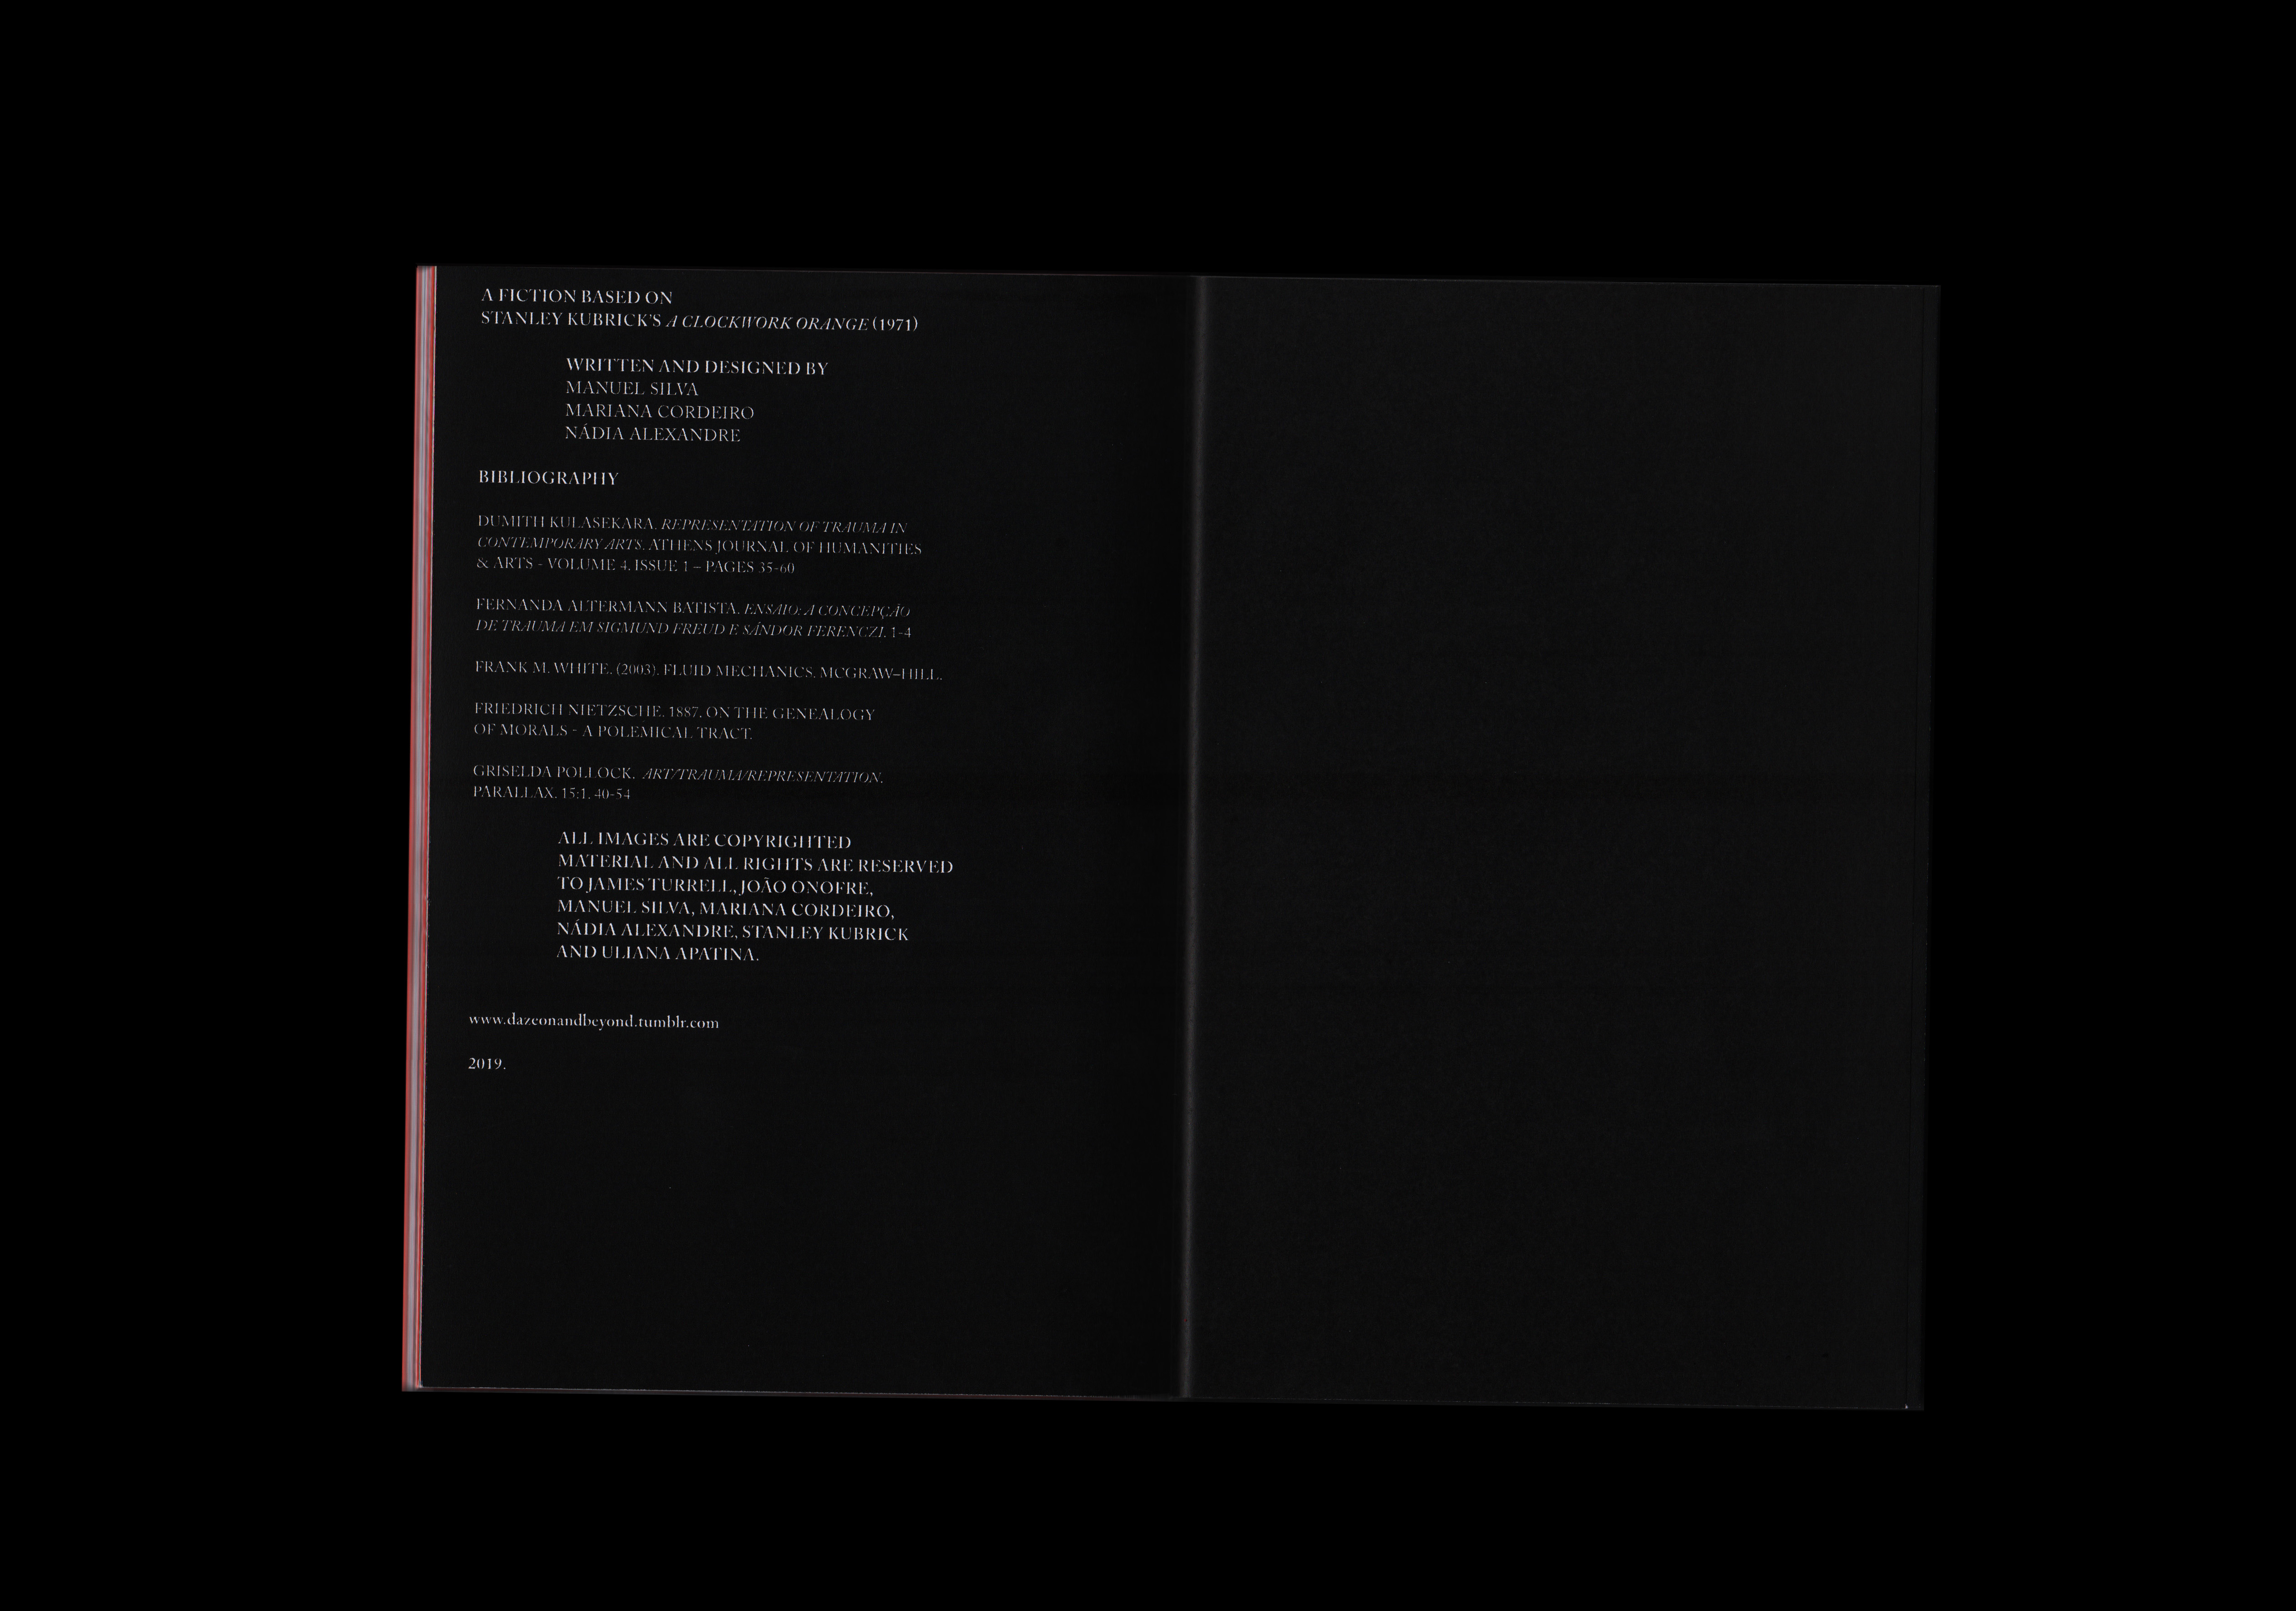 A FICTION BASED ON
STANLEY KUBRICK'S A CLOCKWORK ORANGE (1971)
WRITTEN AND DESIGNED BY
MANUEL SILVA
MARIANA CORDEIRO
NÁDIA ALEXANDRE
BIBLIOGRAPHY
DUMITH KULASEKARA. REPRESENTATION OF TRAUMA IN
CONTEMPORARY ARTS. ATHENS JOURNAL OF HUMANITIES
& ARTS - VOLUME 4, ISSUE 1 – PAGES 35-60
FERNANDA ALTERMANN BATISTA. ENSAIO: A CONCEPÇÃO
DE TRAUMA EM SIGMUND FREUD E SÁNDOR FERENCZI. 1-4
FRANK M. WHITE. (2003). FLUID MECHANICS. MCGRAW–HILL.
FRIEDRICH NIETZSCHE. 1887. ON THE GENEALOGY
OF MORALS - A POLEMICAL TRACT.
GRISELDA POLLOCK. ART/TRAUMA/REPRESENTATION.
PARALLAX. 15:1. 40-54
ALL IMAGES ARE COPYRIGHTED
MATERIAL AND ALL RIGHTS ARE RESERVED
TO JAMES TURRELL, JOÃO ONOFRE,
MANUEL SILVA, MARIANA CORDEIRO,
NÁDIA ALEXANDRE, STANLEY KUBRICK
AND ULIANA APATINA.
www.dazeonandbeyond.tumblr.com
2019.